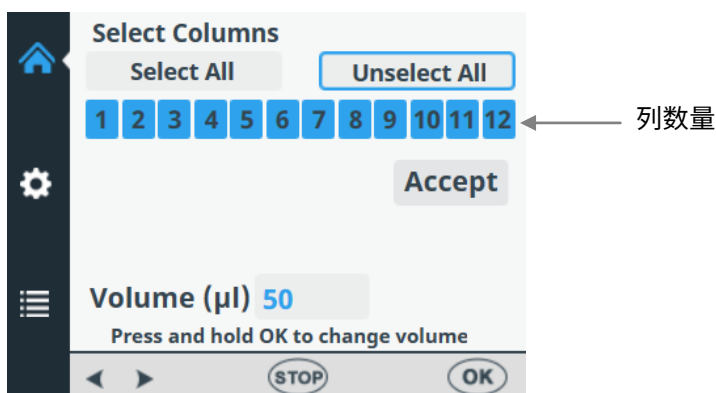 Select Columns
Select All Unselect All
1 2 3 4 5 6 7 8 9 10 11 12 列数量
Accept
Volume (µl) 50
Press and hold OK to change volume
STOP OK